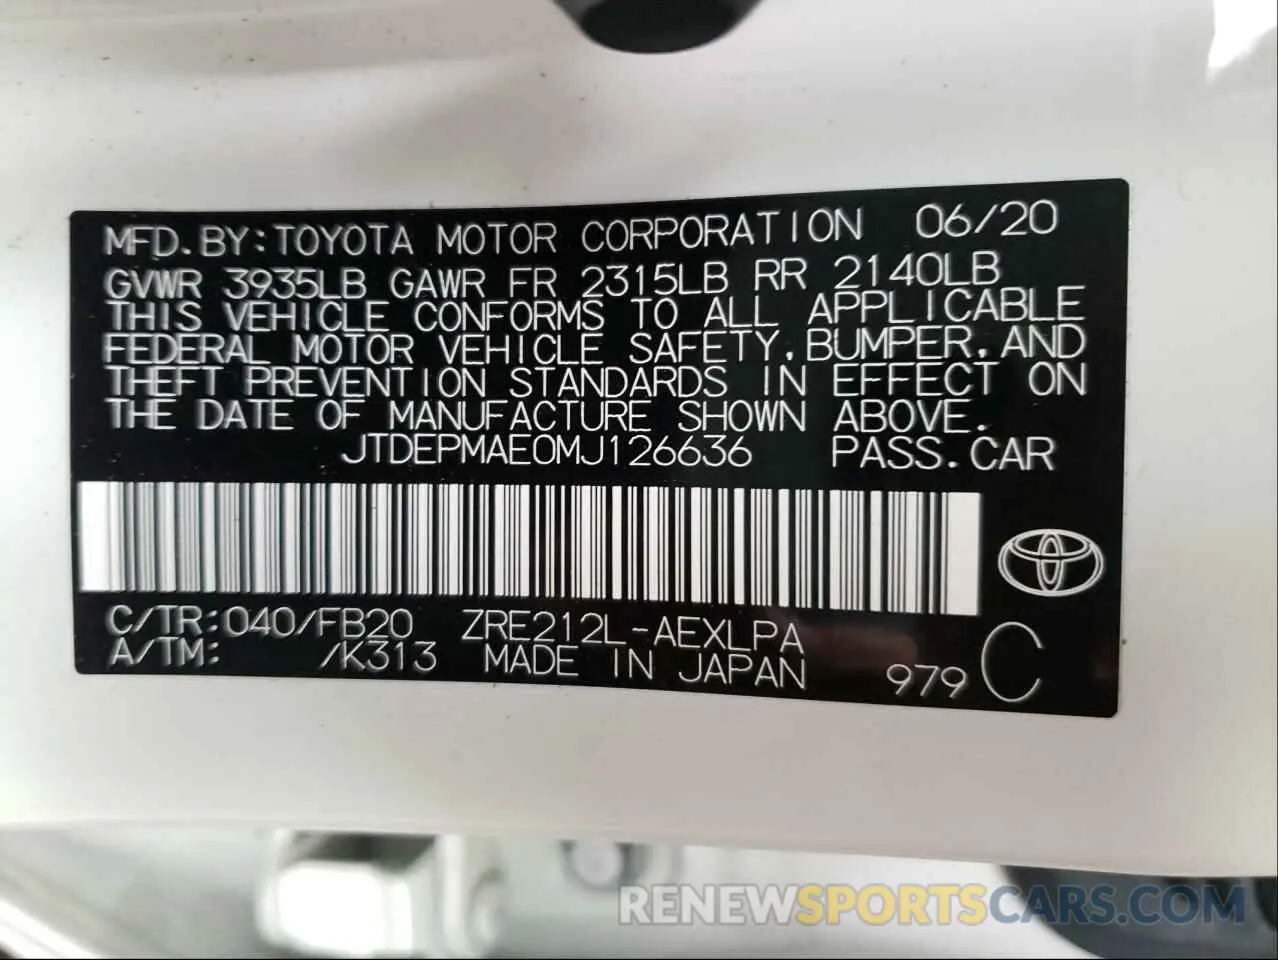 MFD.BY:TOYOTA MOTOR CORPORATION 06/20
GVWR 3935LB GAWR FR 2315LB RR 2140LB
THIS VEHICLE CONFORMS TO ALL APPLICABLE
FEDERAL MOTOR VEHICLE SAFETY,BUMPER,AND
THEFT PREVENTION STANDARDS IN EFFECT ON
THE DATE OF MANUFACTURE SHOWN ABOVE.
JTDEPMAE0MJ126636 PASS.CAR
C/TR:040/FB20 ZRE212L-AEXLPA
A/TM: /K313 MADE IN JAPAN 979 C
RENEWSPORTSCARS.COM